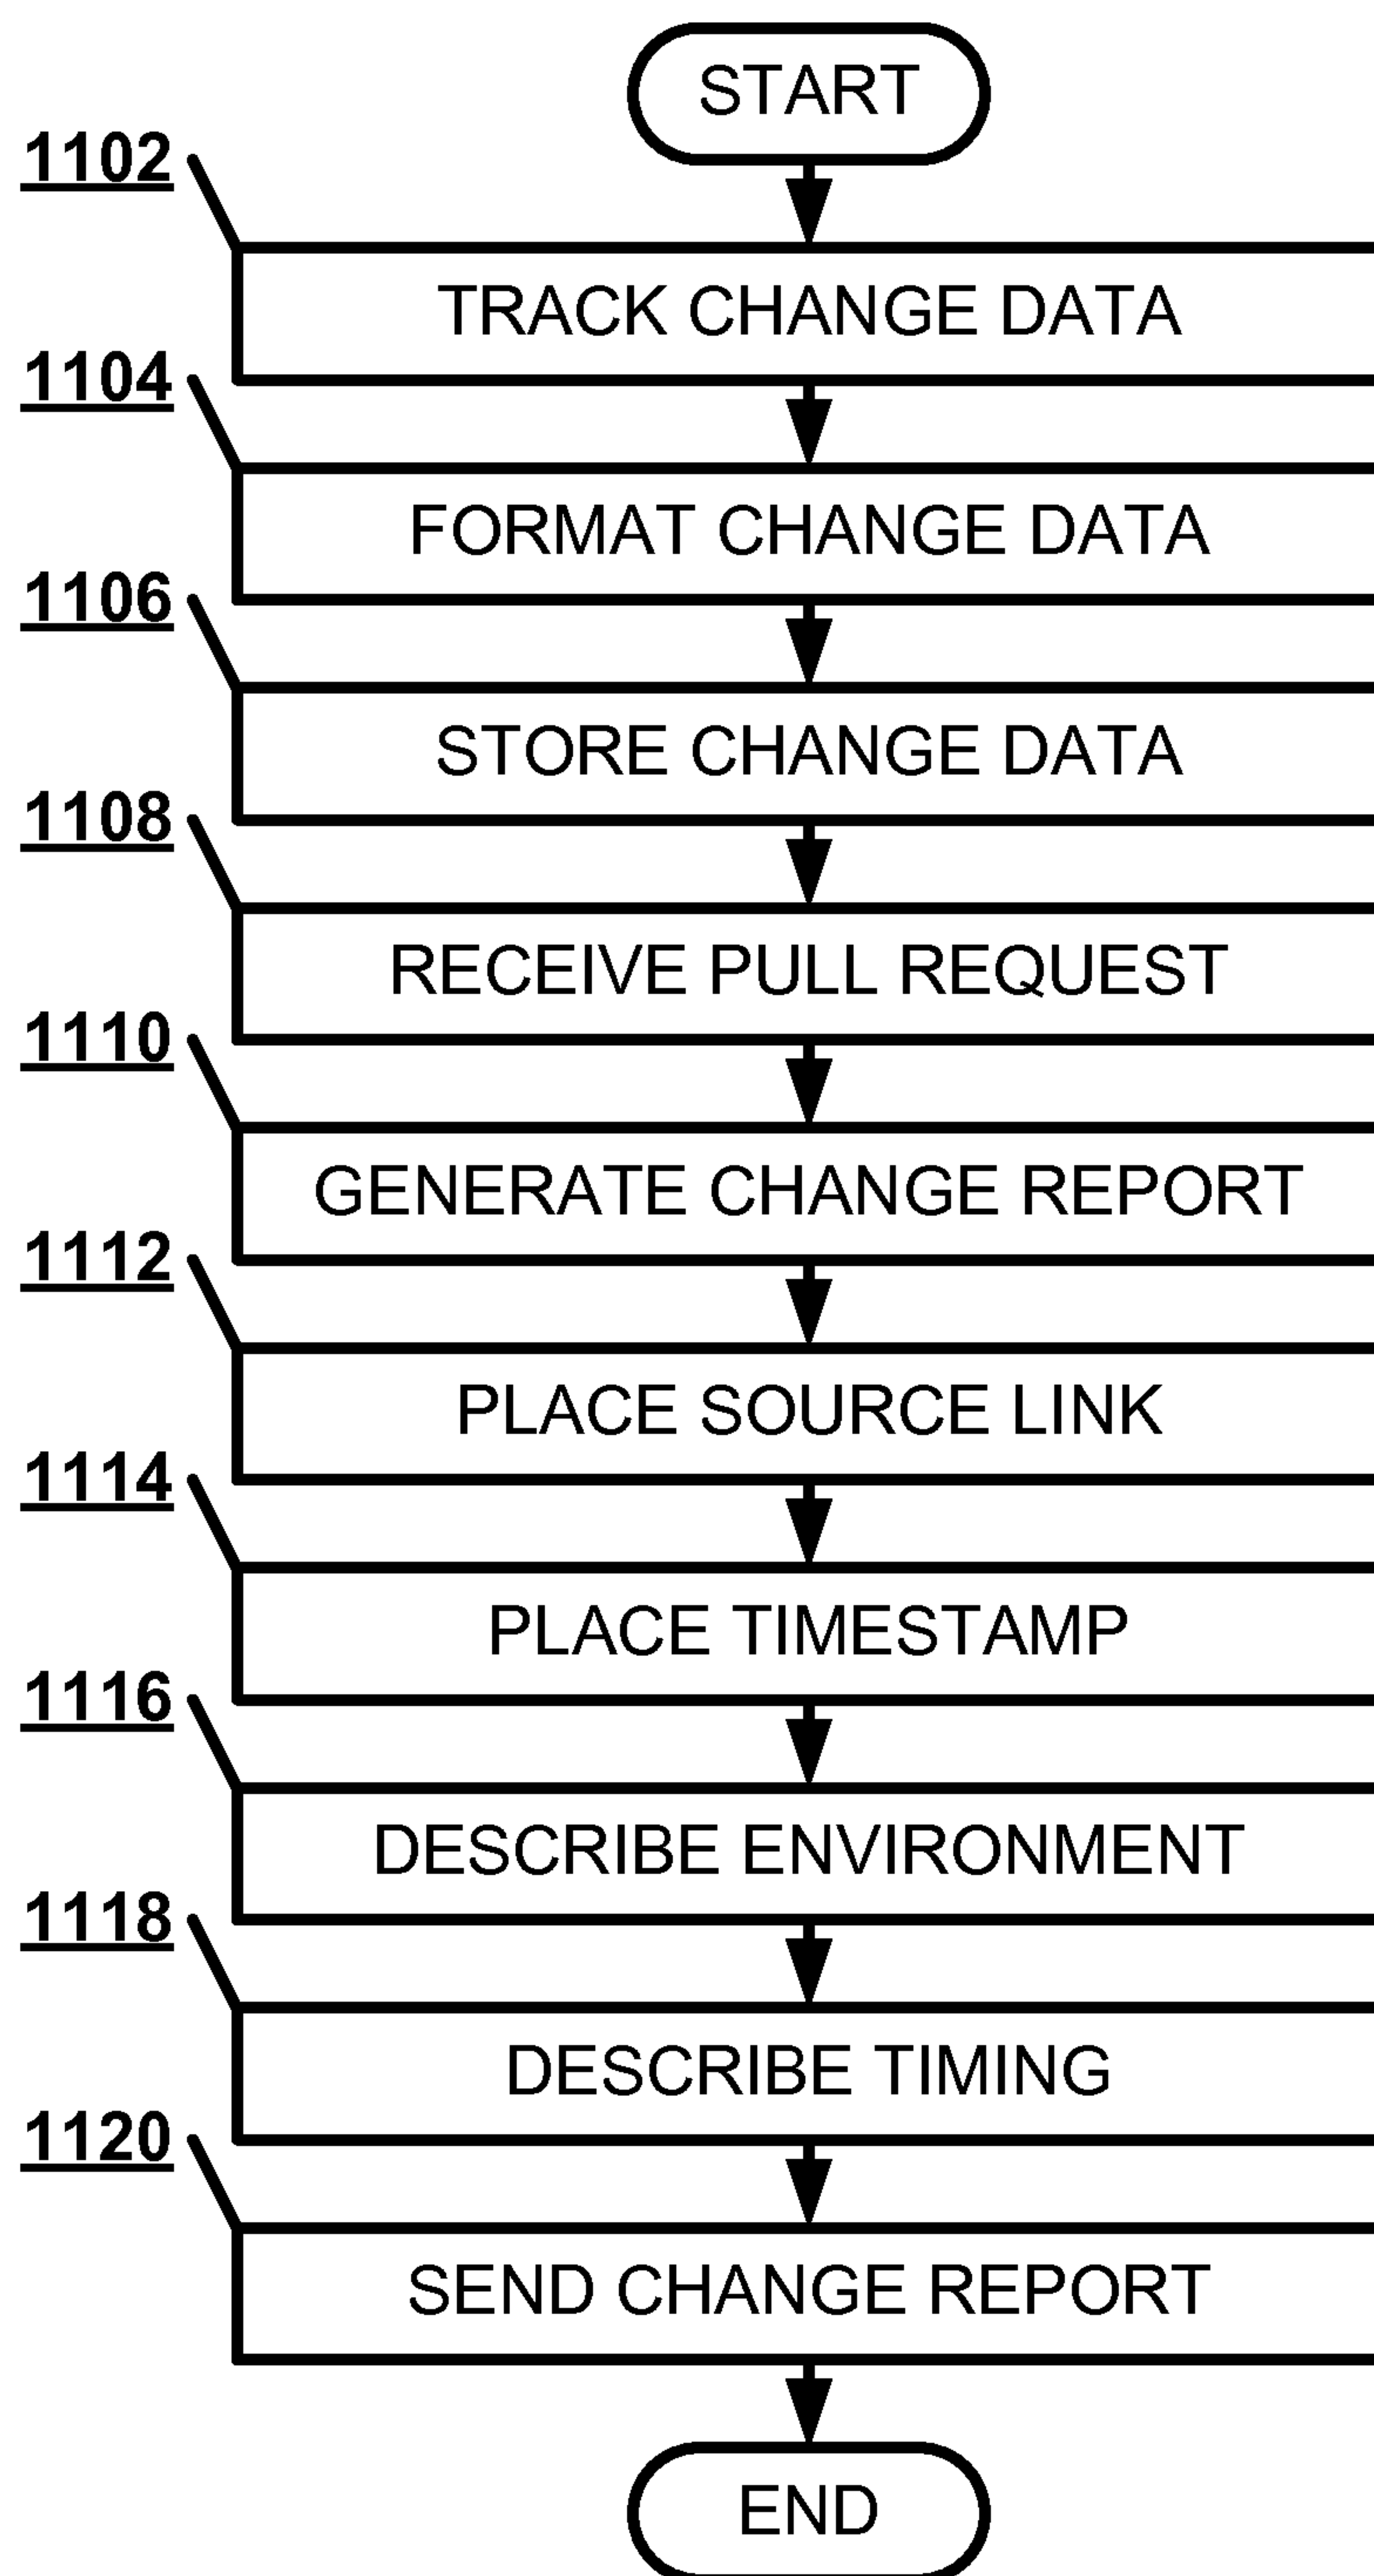 START
1102
TRACK CHANGE DATA
1104
FORMAT CHANGE DATA
1106
STORE CHANGE DATA
1108
RECEIVE PULL REQUEST
1110
GENERATE CHANGE REPORT
1112
PLACE SOURCE LINK
1114
PLACE TIMESTAMP
1116
DESCRIBE ENVIRONMENT
1118
DESCRIBE TIMING
1120
SEND CHANGE REPORT
END